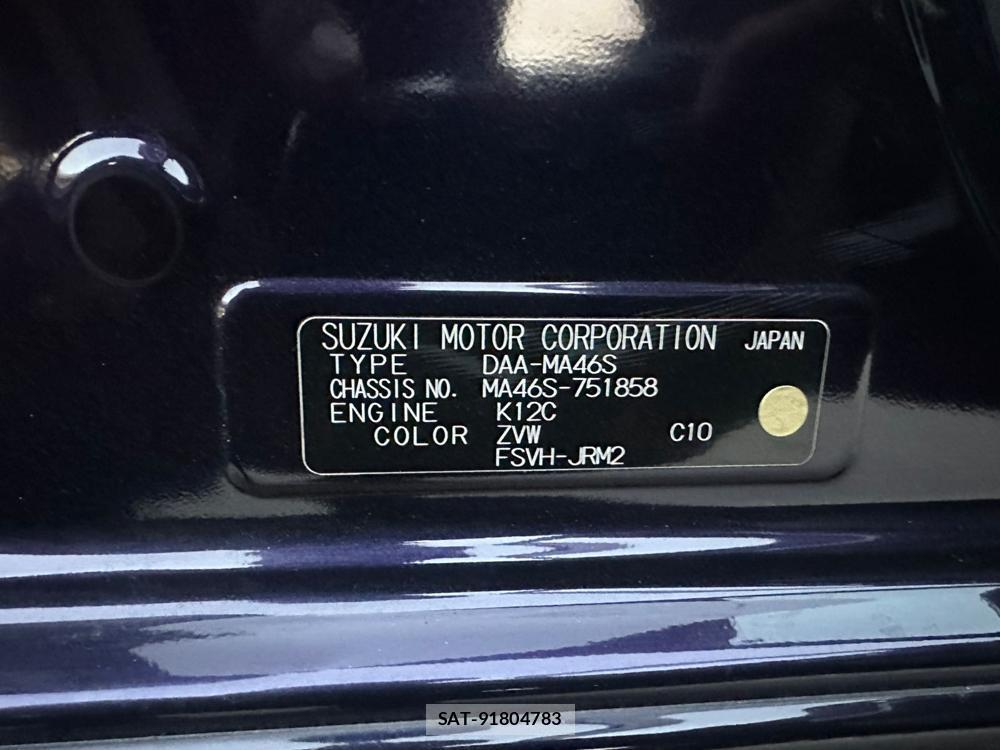 SUZUKI MOTOR CORPORATION JAPAN
TYPE DAA-MA46S
CHASSIS NO. MA46S-751858
ENGINE K12C
COLOR ZVW C10
FSVH-JRM2
SAT-91804783